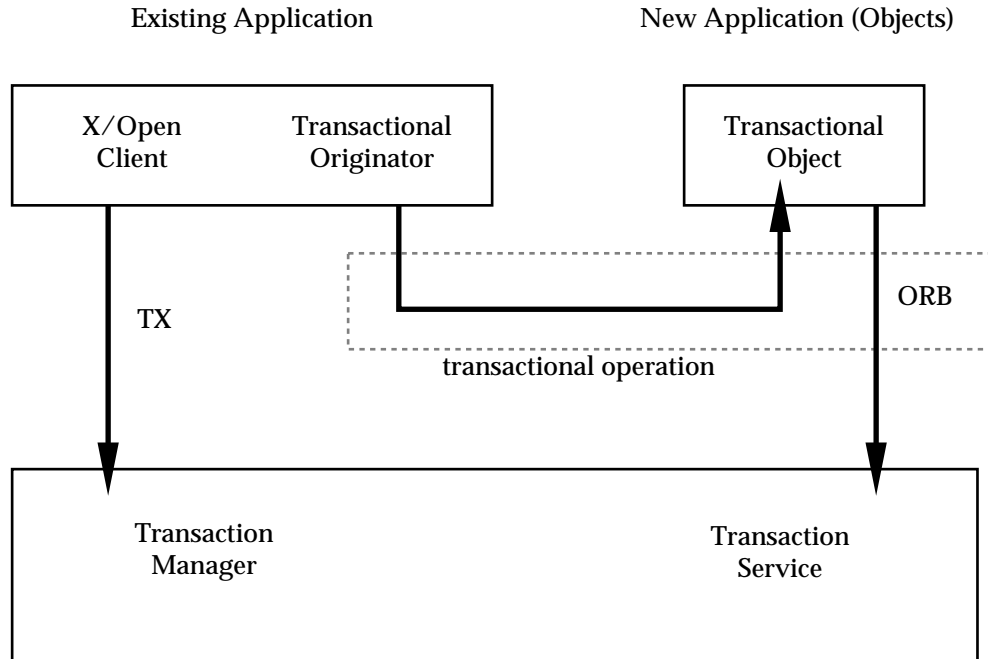 Existing Application
New Application (Objects)
X/Open
Client
Transactional
Originator
Transactional
Object
TX
ORB
transactional operation
Transaction
Manager
Transaction
Service